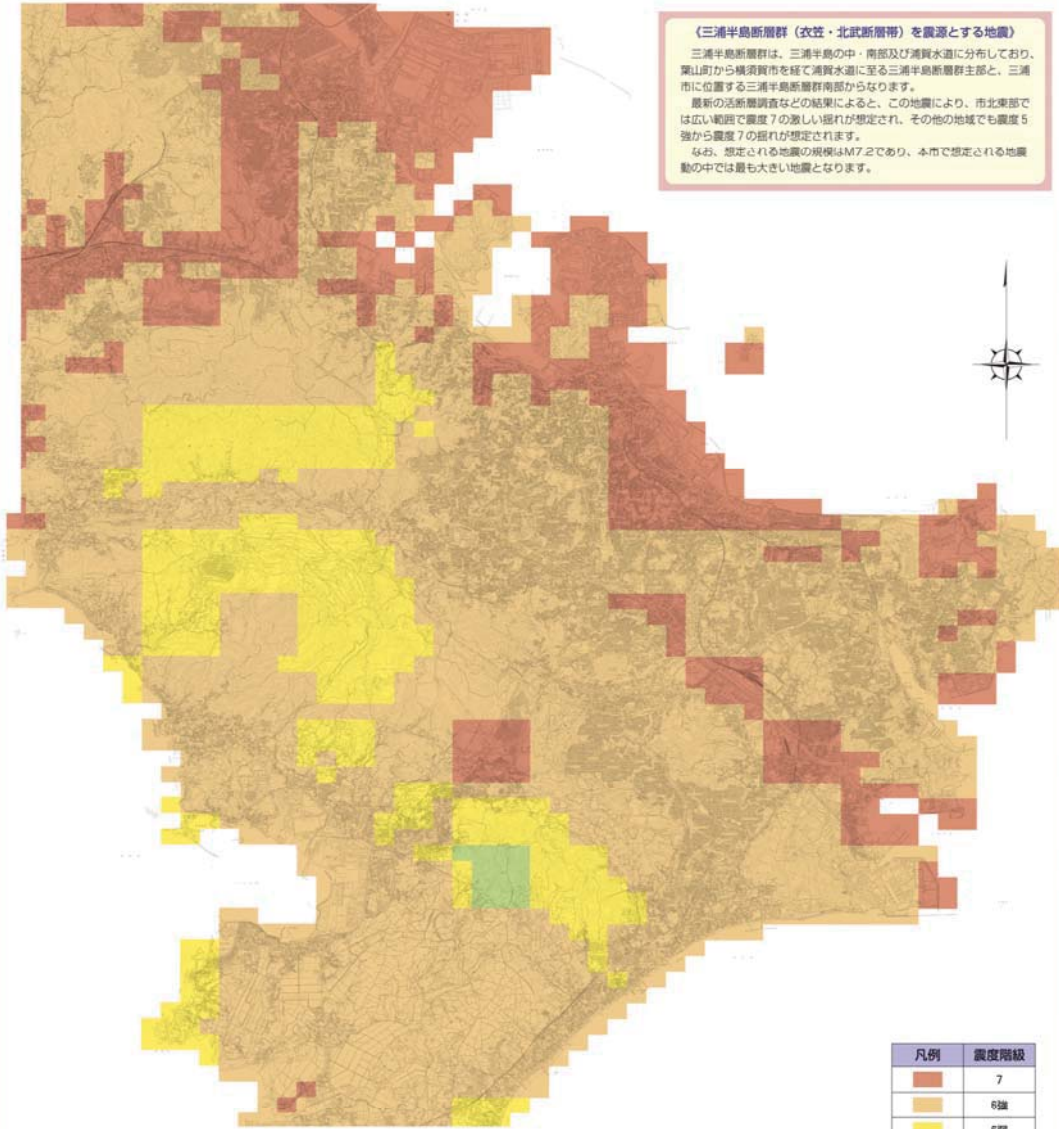 《三浦半島断層群（衣笠・北武断層帯）を震源とする地震》
三浦半島断層群は、三浦半島の中・南部及び浦賀水道に分布しており、
葉山町から横須賀市を経て浦賀水道に至る三浦半島断層群主部と、三浦
市に位置する三浦半島断層群南部からなります。
最新の活断層調査などの結果によると、この地震により、市北東部で
は広い範囲で震度７の激しい揺れが想定され、その他の地域でも震度５
強から震度７の揺れが想定されます。
なお、想定される地震の規模はM7.2であり、本市で想定される地震
動の中では最も大きい地震となります。
凡例 震度階級
7
6強